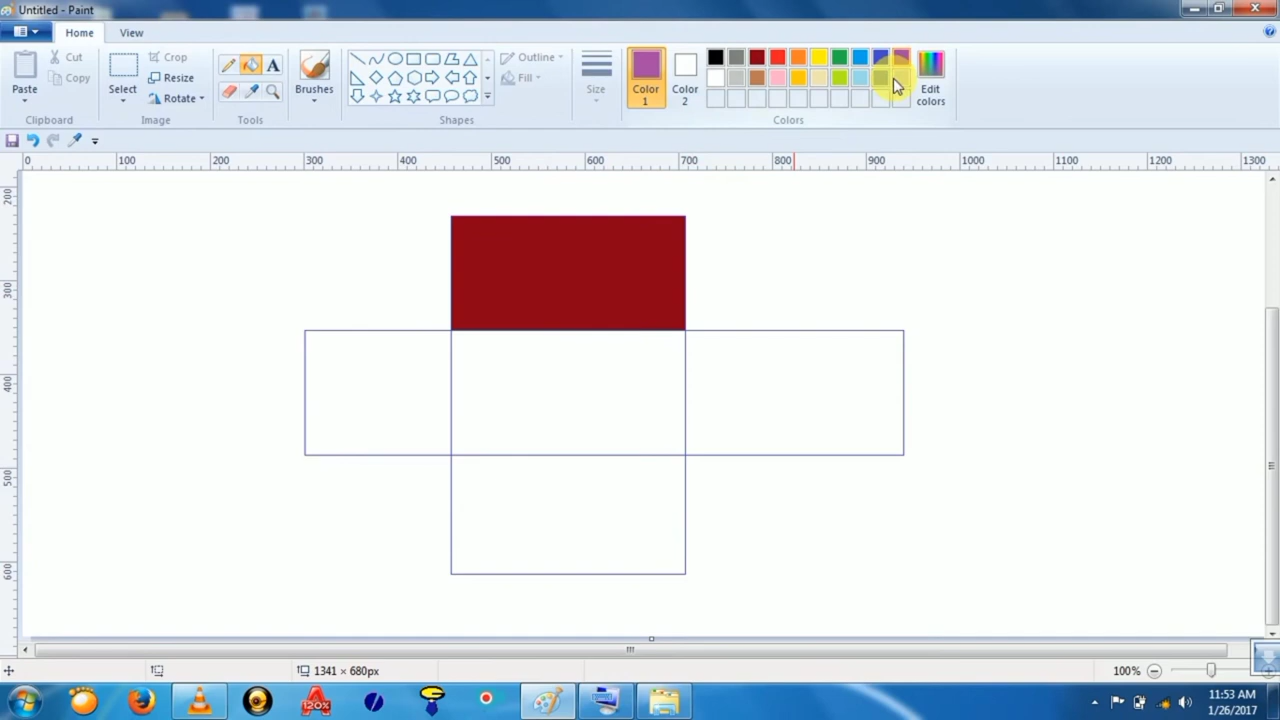 Untitled - Paint
Home
View
Paste
Cut
Copy
Clipboard
Select
Crop
Resize
Rotate
Image
A
Tools
Brushes
Outline
Fill
Shapes
Size
Color 1
Color 2
Edit colors
Colors
0 100 200 300 400 500 600 700 800 900 1000 1100 1200 1300
200
300
400
500
600
1341 × 680px
100%
120%
11:53 AM
1/26/2017